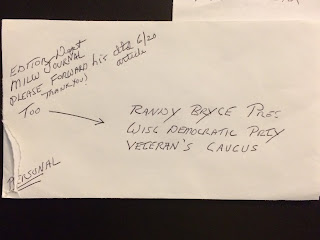 EDITOR Dept
MILW JOURNAL
PLEASE FORWARD his 6/20
THANK YOU! article
TOO
RANDY BRYCE PRES.
WISC DEMOCRATIC PRTY
VETERAN'S CAUCUS
PERSONAL